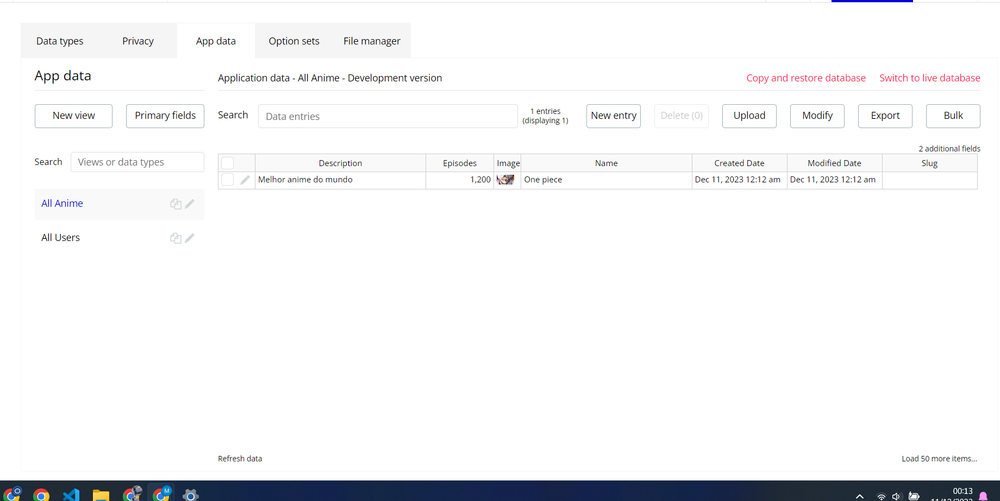 Data types
Privacy
App data
Option sets
File manager
App data
Application data - All Anime - Development version
Copy and restore database
Switch to live database
New view
Primary fields
Search
Data entries
1 entries
(displaying 1)
New entry
Delete (0)
Upload
Modify
Export
Bulk
2 additional fields
Search
Views or data types
Description
Episodes
Image
Name
Created Date
Modified Date
Slug
Melhor anime do mundo
1,200
One piece
Dec 11, 2023 12:12 am
Dec 11, 2023 12:12 am
All Anime
All Users
Refresh data
Load 50 more items...
M
00:13
11/12/2023